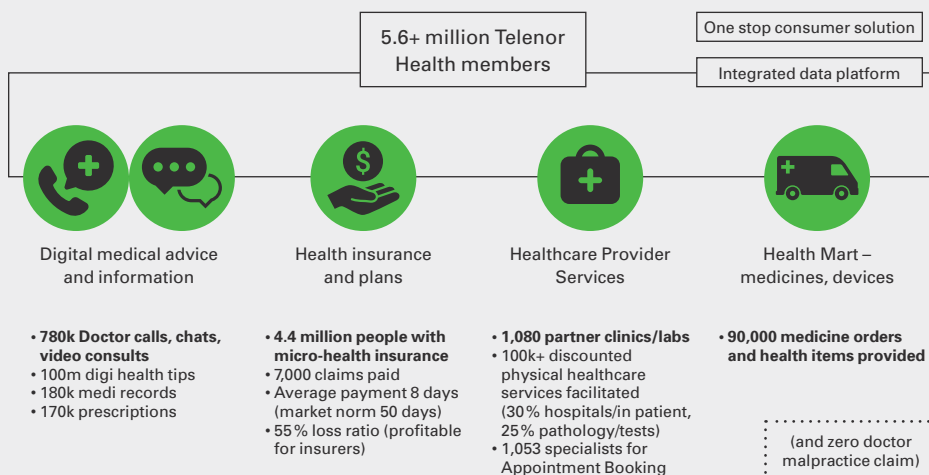 5.6+ million Telenor
Health members
One stop consumer solution
Integrated data platform
$
Digital medical advice
and information
• 780k Doctor calls, chats,
video consults
• 100m digi health tips
• 180k medi records
• 170k prescriptions
Health insurance
and plans
• 4.4 million people with
micro-health insurance
• 7,000 claims paid
• Average payment 8 days
(market norm 50 days)
• 55% loss ratio (profitable
for insurers)
Healthcare Provider
Services
• 1,080 partner clinics/labs
• 100k+ discounted
physical healthcare
services facilitated
(30% hospitals/in patient,
25% pathology/tests)
• 1,053 specialists for
Appointment Booking
Health Mart –
medicines, devices
• 90,000 medicine orders
and health items provided
(and zero doctor
malpractice claim)